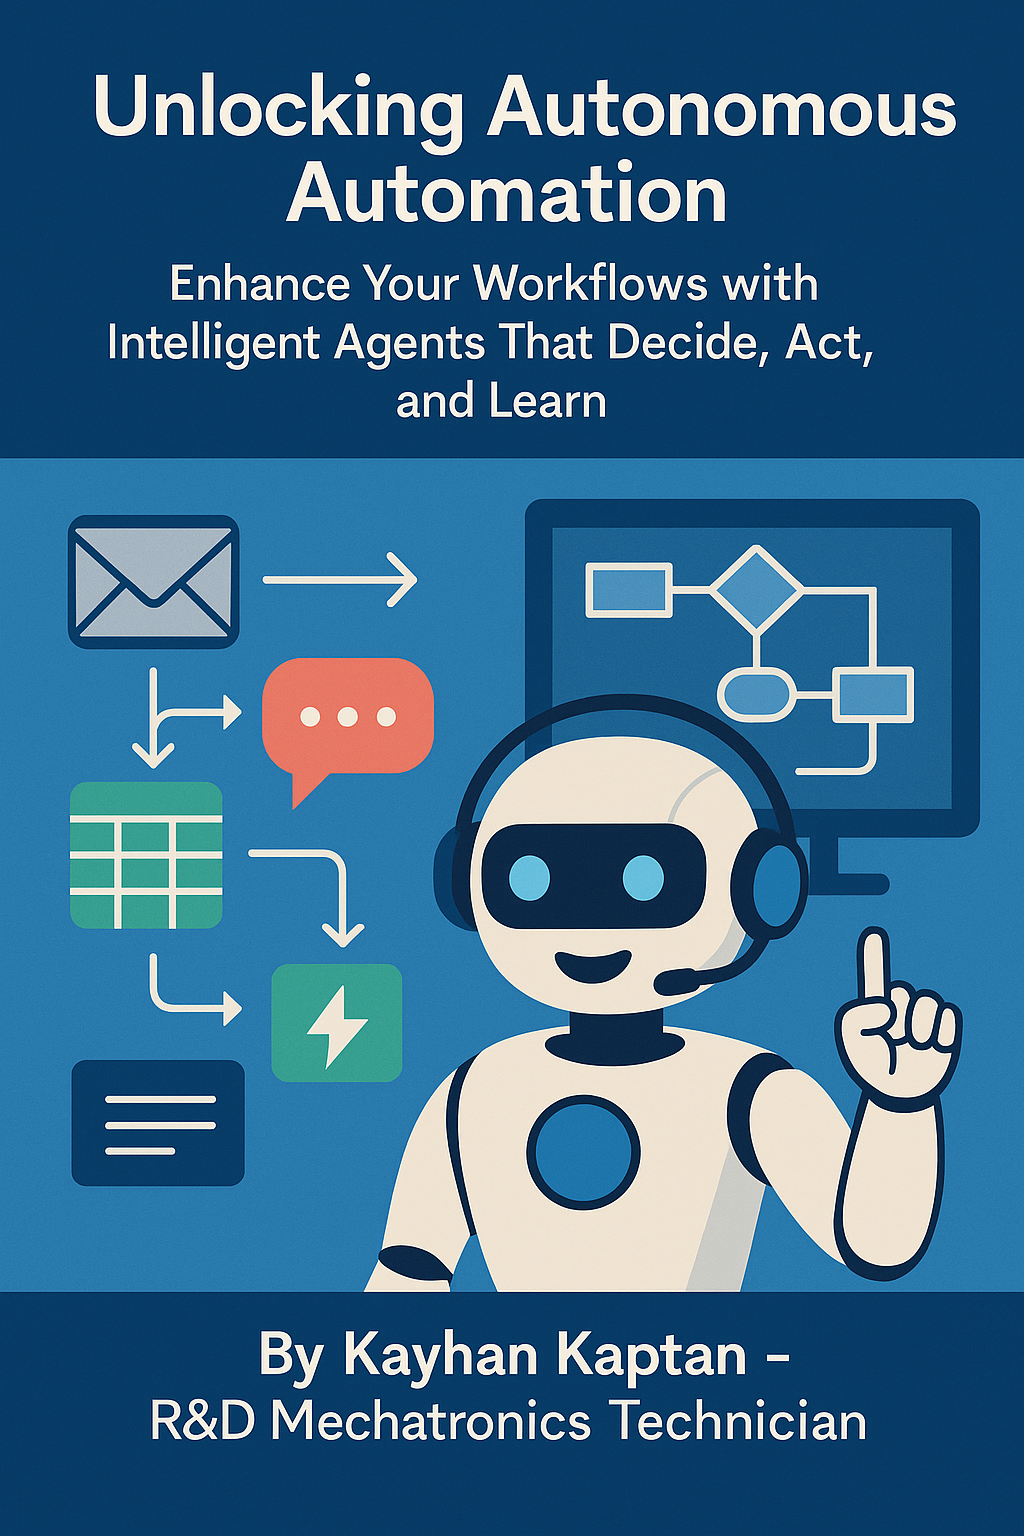 Unlocking Autonomous
Automation
Enhance Your Workflows with
Intelligent Agents That Decide, Act,
and Learn
By Kayhan Kaptan –
R&D Mechatronics Technician